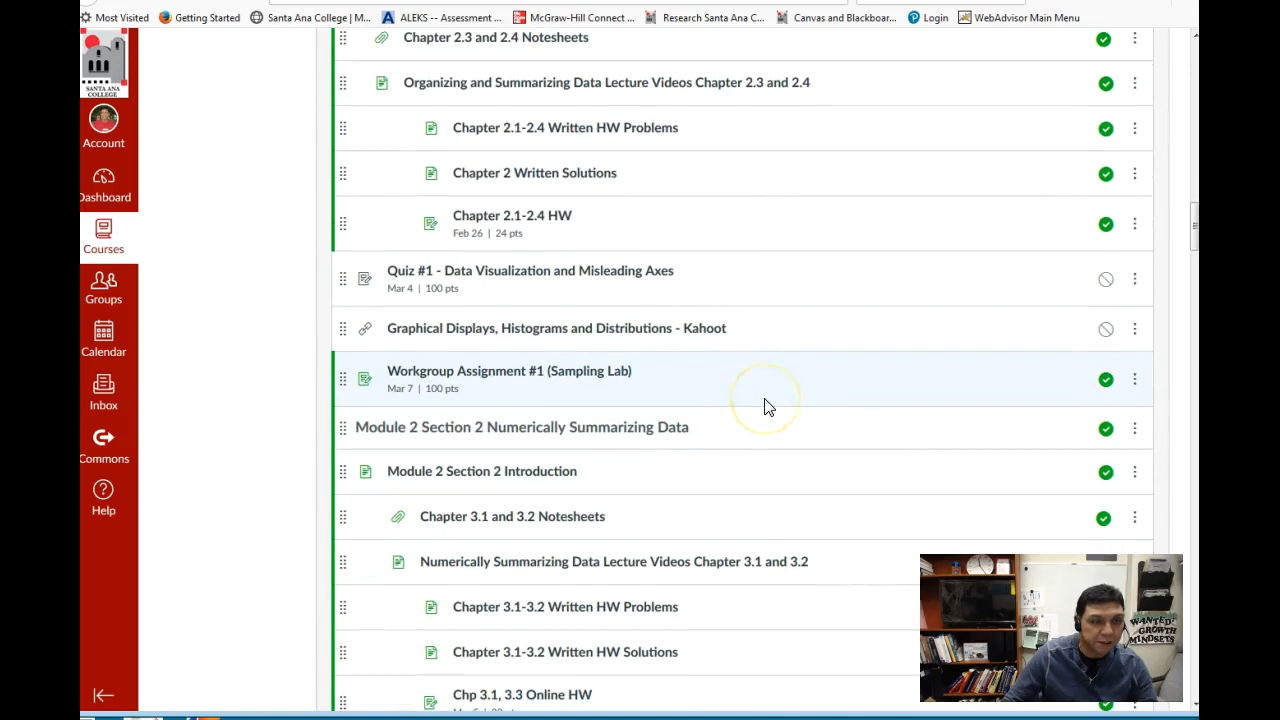 Most Visited Getting Started Santa Ana College | M... ALEKS -- Assessment ... McGraw-Hill Connect ... Research Santa Ana C... Canvas and Blackboar... Login WebAdvisor Main Menu
SANTA ANA
COLLEGE
Account
Dashboard
Courses
Groups
Calendar
Inbox
Commons
Help
Chapter 2.3 and 2.4 Notesheets
Organizing and Summarizing Data Lecture Videos Chapter 2.3 and 2.4
Chapter 2.1-2.4 Written HW Problems
Chapter 2 Written Solutions
Chapter 2.1-2.4 HW
Feb 26 | 24 pts
Quiz #1 - Data Visualization and Misleading Axes
Mar 4 | 100 pts
Graphical Displays, Histograms and Distributions - Kahoot
Workgroup Assignment #1 (Sampling Lab)
Mar 7 | 100 pts
Module 2 Section 2 Numerically Summarizing Data
Module 2 Section 2 Introduction
Chapter 3.1 and 3.2 Notesheets
Numerically Summarizing Data Lecture Videos Chapter 3.1 and 3.2
Chapter 3.1-3.2 Written HW Problems
Chapter 3.1-3.2 Written HW Solutions
Chp 3.1, 3.3 Online HW
WANTED:
GROWTH
MINDSETS